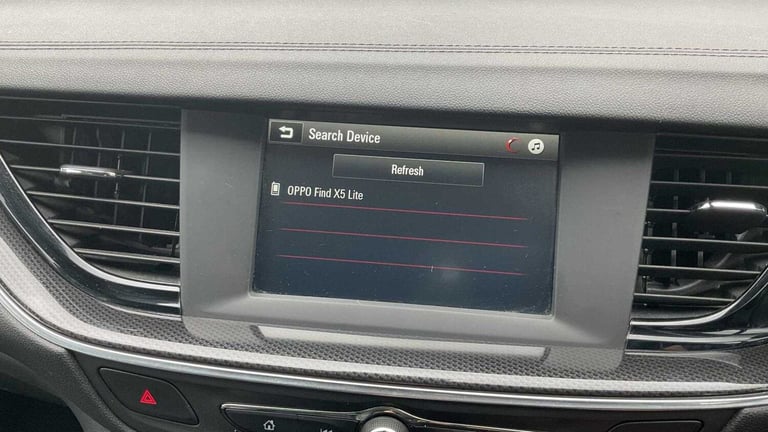 Search Device
Refresh
OPPO Find X5 Lite